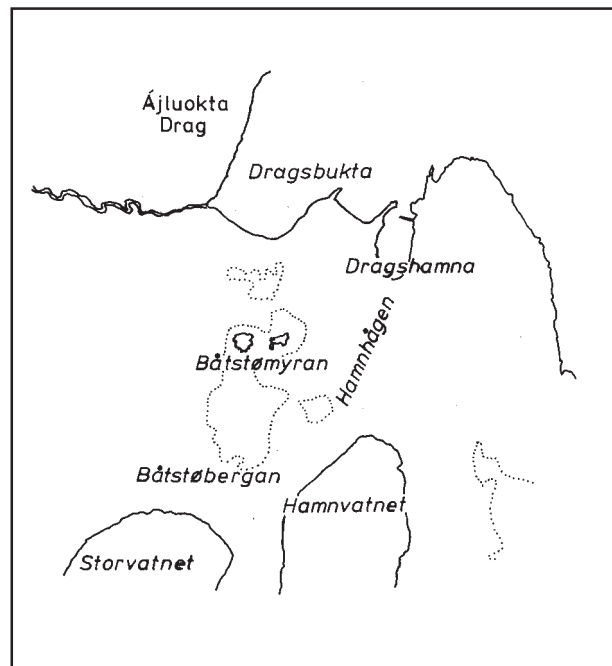 Ájluokta
Drag
Dragsbukta
Dragshamna
Hamnhågen
Båtstømyran
Båtstøbergan
Hamnvatnet
Storvatnet